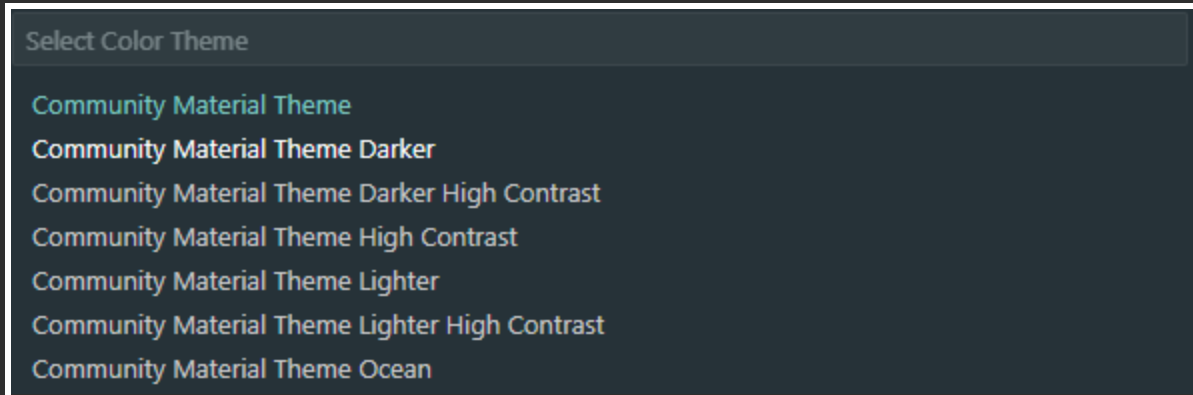 Select Color Theme
Community Material Theme
Community Material Theme Darker
Community Material Theme Darker High Contrast
Community Material Theme High Contrast
Community Material Theme Lighter
Community Material Theme Lighter High Contrast
Community Material Theme Ocean